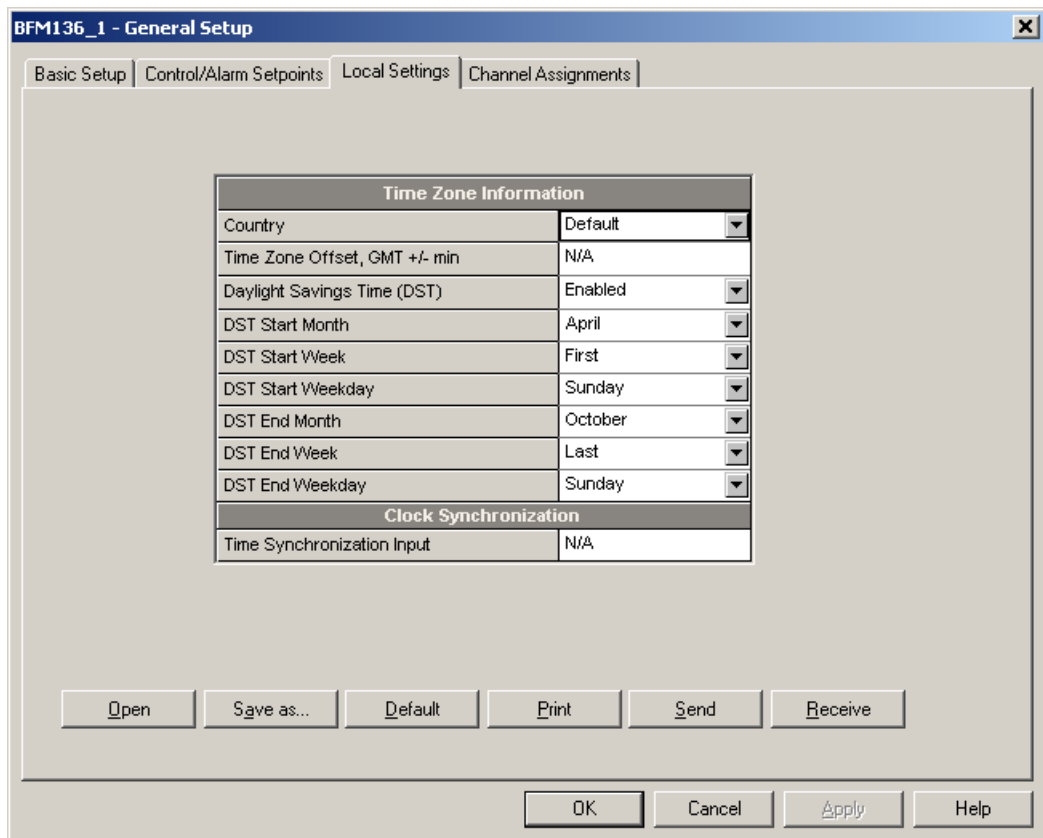 BFM136_1 - General Setup
Basic Setup Control/Alarm Setpoints Local Settings Channel Assignments
Time Zone Information
Country Default
Time Zone Offset, GMT +/- min N/A
Daylight Savings Time (DST) Enabled
DST Start Month April
DST Start Week First
DST Start Weekday Sunday
DST End Month October
DST End Week Last
DST End Weekday Sunday
Clock Synchronization
Time Synchronization Input N/A
Open Save as... Default Print Send Receive
OK Cancel Apply Help